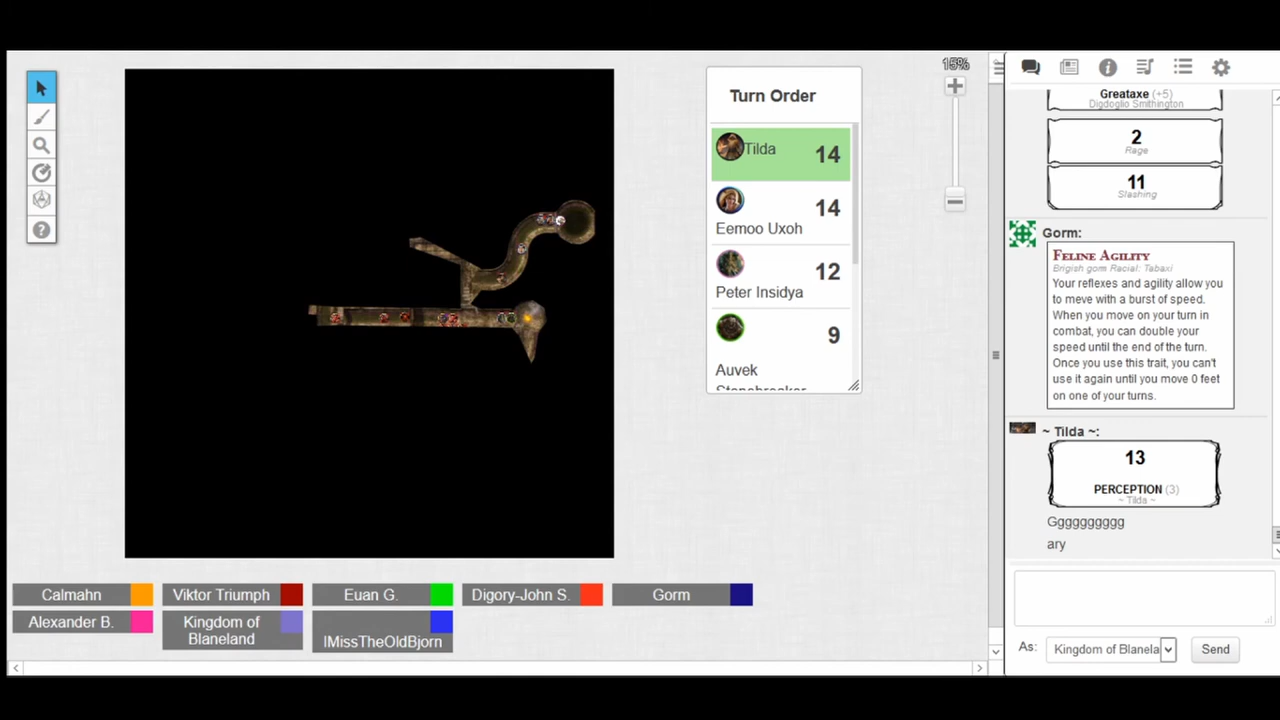 15%
Turn Order
Tilda 14
14
Eemoo Uxoh
12
Peter Insidya
9
Auvek
Stonebreaker
Calmahn
Viktor Triumph
Euan G.
Digory-John S.
Gorm
Alexander B.
Kingdom of
Blaneland
IMissTheOldBjorn
Greataxe (+5)
Digdoglio Smithington
2
Rage
11
Slashing
Gorm:
Feline Agility
Brigish gorm Racial: Tabaxi
Your reflexes and agility allow you
to meve with a burst of speed.
When you move on your turn in
combat, you can double your
speed until the end of the turn.
Once you use this trait, you can't
use it again until you move 0 feet
on one of your turns.
~ Tilda ~:
13
PERCEPTION (3)
~ Tilda ~
Gggggggggg
ary
As: Kingdom of Blanela Send